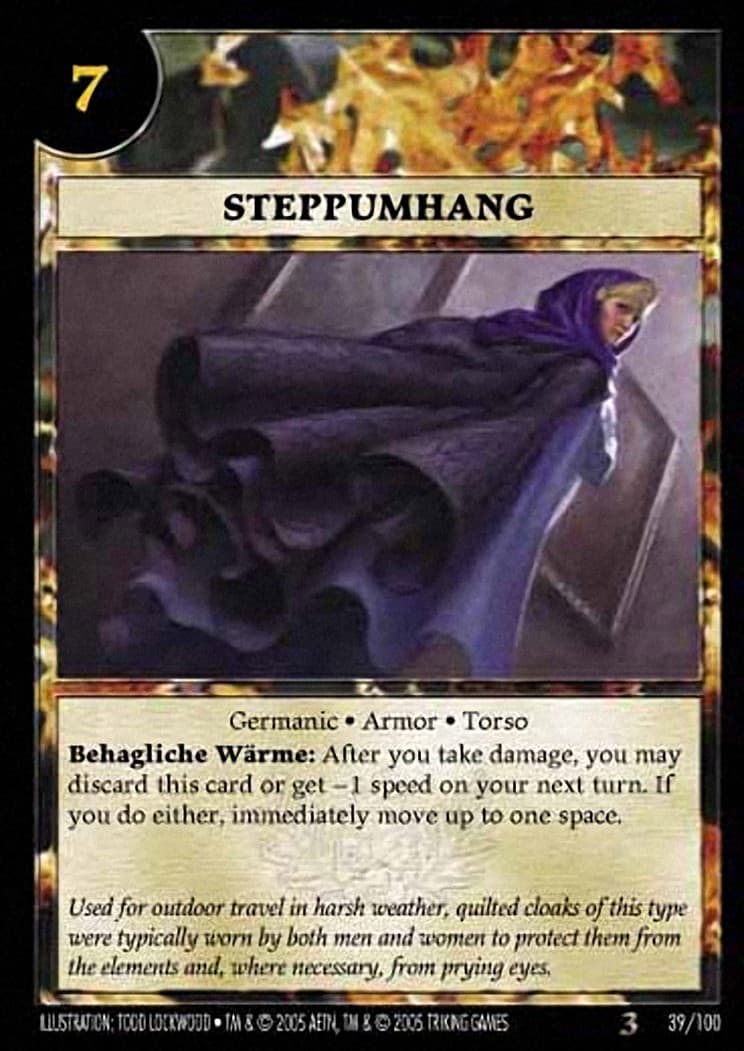 7
STEPPUMHANG
Germanic • Armor • Torso
Behagliche Wärme: After you take damage, you may
discard this card or get –1 speed on your next turn. If
you do either, immediately move up to one space.
Used for outdoor travel in harsh weather, quilted cloaks of this type
were typically worn by both men and women to protect them from
the elements and, where necessary, from prying eyes.
ILLUSTRATION: TODD LOCKWOOD • TM & © 2005 AETN, TM & © 2005 TRIKING GAMES 3 39/100